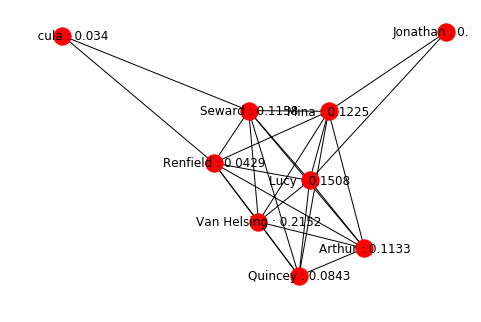 cula : 0.034
Jonathan : 0.
Seward : 0.1158
Mina : 0.1225
Renfield : 0.0429
Lucy : 0.1508
Van Helsing : 0.2152
Arthur : 0.1133
Quincey : 0.0843